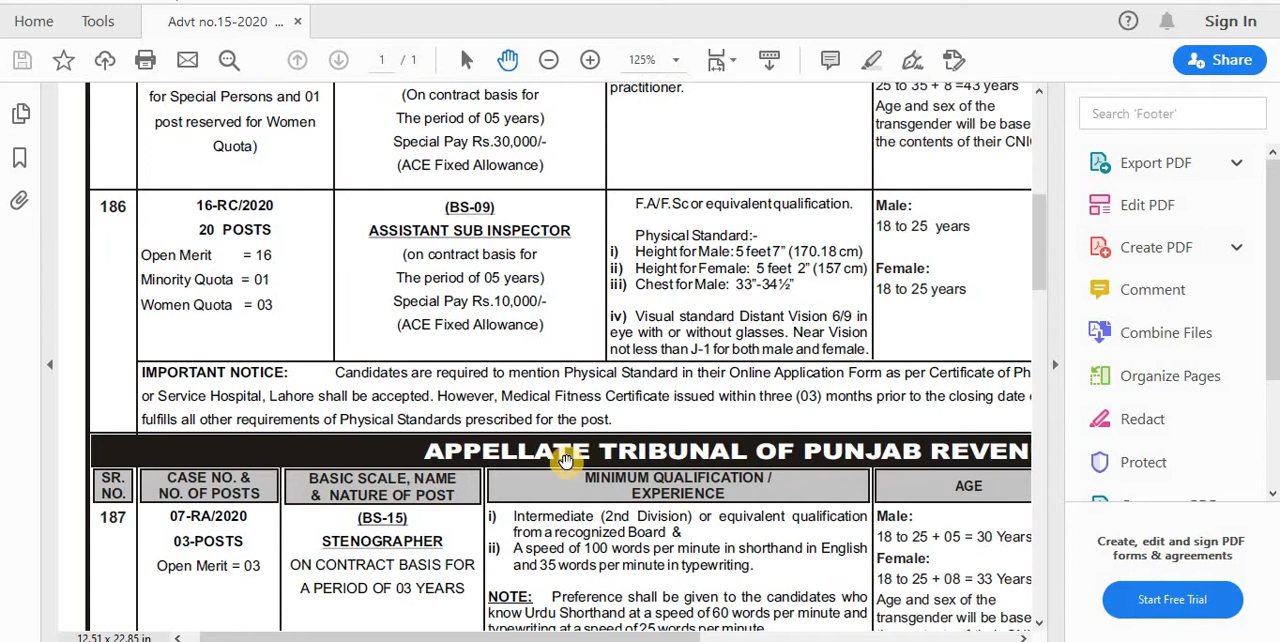 Home
Tools
Advt no.15-2020 ... ×
Sign In
1 / 1
125%
Share
for Special Persons and 01
post reserved for Women
Quota)
(On contract basis for
The period of 05 years)
Special Pay Rs.30,000/-
(ACE Fixed Allowance)
practitioner.
25 to 35 + 8 =43 years
Age and sex of the
transgender will be base
the contents of their CNI
186
16-RC/2020
20 POSTS
Open Merit = 16
Minority Quota = 01
Women Quota = 03
(BS-09)
ASSISTANT SUB INSPECTOR
(on contract basis for
The period of 05 years)
Special Pay Rs.10,000/-
(ACE Fixed Allowance)
F.A/F.Sc or equivalent qualification.
Physical Standard:-
i) Height for Male: 5 feet 7" (170.18 cm)
ii) Height for Female: 5 feet 2" (157 cm)
iii) Chest for Male: 33"-34½"
iv) Visual standard Distant Vision 6/9 in
eye with or without glasses. Near Vision
not less than J-1 for both male and female.
Male:
18 to 25 years
Female:
18 to 25 years
IMPORTANT NOTICE: Candidates are required to mention Physical Standard in their Online Application Form as per Certificate of Ph
or Service Hospital, Lahore shall be accepted. However, Medical Fitness Certificate issued within three (03) months prior to the closing date
fulfills all other requirements of Physical Standards prescribed for the post.
APPELLATE TRIBUNAL OF PUNJAB REVEN
SR.
NO.
CASE NO. &
NO. OF POSTS
BASIC SCALE, NAME
& NATURE OF POST
MINIMUM QUALIFICATION /
EXPERIENCE
AGE
187
07-RA/2020
03-POSTS
Open Merit = 03
(BS-15)
STENOGRAPHER
ON CONTRACT BASIS FOR
A PERIOD OF 03 YEARS
i) Intermediate (2nd Division) or equivalent qualification
from a recognized Board &
ii) A speed of 100 words per minute in shorthand in English
and 35 words per minute in typewriting.
NOTE: Preference shall be given to the candidates who
know Urdu Shorthand at a speed of 60 words per minute and
typewriting at a speed of 25 words per minute
Male:
18 to 25 + 05 = 30 Years
Female:
18 to 25 + 08 = 33 Years
Age and sex of the
transgender will be base
the contents of their
12.51 x 22.85 in
Search 'Footer'
Export PDF
Edit PDF
Create PDF
Comment
Combine Files
Organize Pages
Redact
Protect
Create, edit and sign PDF
forms & agreements
Start Free Trial